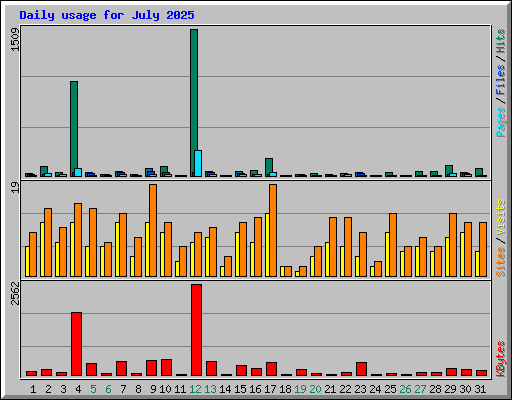 Daily usage for July 2025
1509
Pages / Files / Hits
19
Sites / Visits
2562
KBytes
1 2 3 4 5 6 7 8 9 10 11 12 13 14 15 16 17 18 19 20 21 22 23 24 25 26 27 28 29 30 31